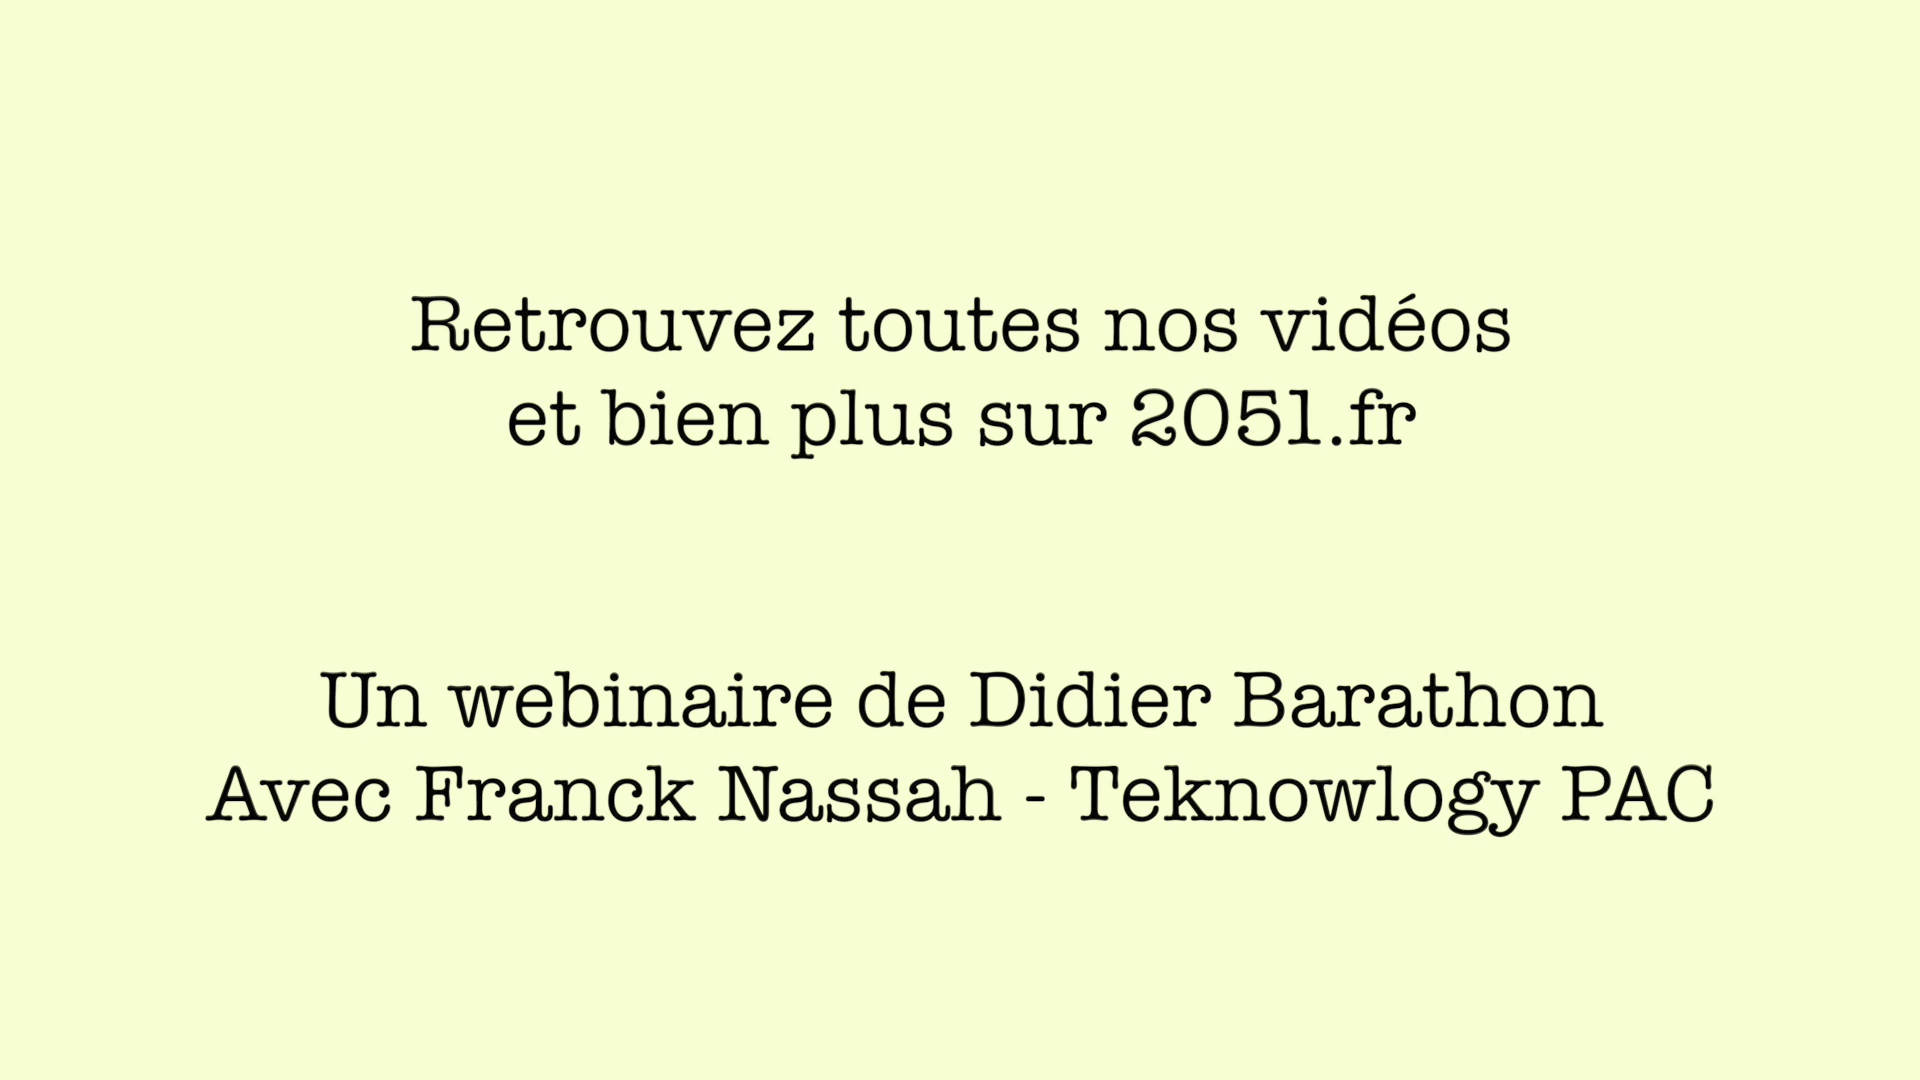 Retrouvez toutes nos vidéos
et bien plus sur 2051.fr
Un webinaire de Didier Barathon
Avec Franck Nassah - Teknowlogy PAC